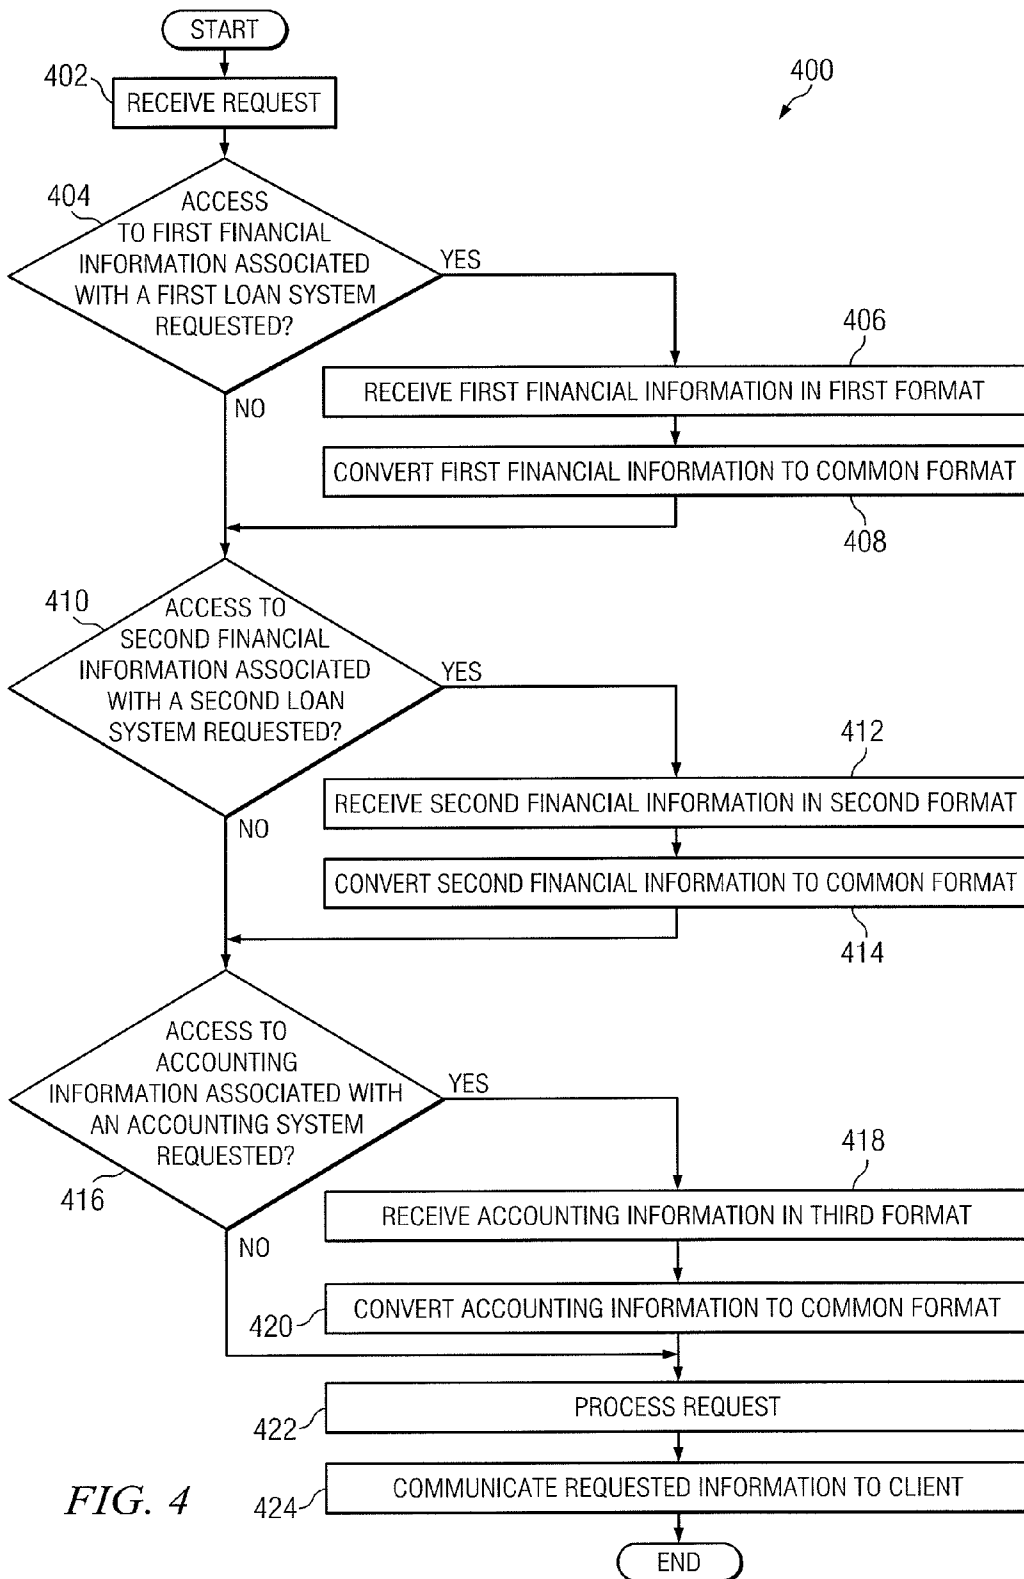 START
402
RECEIVE REQUEST
400
404
ACCESS
TO FIRST FINANCIAL
INFORMATION ASSOCIATED
WITH A FIRST LOAN SYSTEM
REQUESTED?
YES
NO
406
RECEIVE FIRST FINANCIAL INFORMATION IN FIRST FORMAT
CONVERT FIRST FINANCIAL INFORMATION TO COMMON FORMAT
408
410
ACCESS TO
SECOND FINANCIAL
INFORMATION ASSOCIATED
WITH A SECOND LOAN
SYSTEM REQUESTED?
YES
NO
412
RECEIVE SECOND FINANCIAL INFORMATION IN SECOND FORMAT
CONVERT SECOND FINANCIAL INFORMATION TO COMMON FORMAT
414
ACCESS TO
ACCOUNTING
INFORMATION ASSOCIATED WITH
AN ACCOUNTING SYSTEM
REQUESTED?
416
YES
NO
418
RECEIVE ACCOUNTING INFORMATION IN THIRD FORMAT
420
CONVERT ACCOUNTING INFORMATION TO COMMON FORMAT
422
PROCESS REQUEST
424
COMMUNICATE REQUESTED INFORMATION TO CLIENT
END
FIG. 4